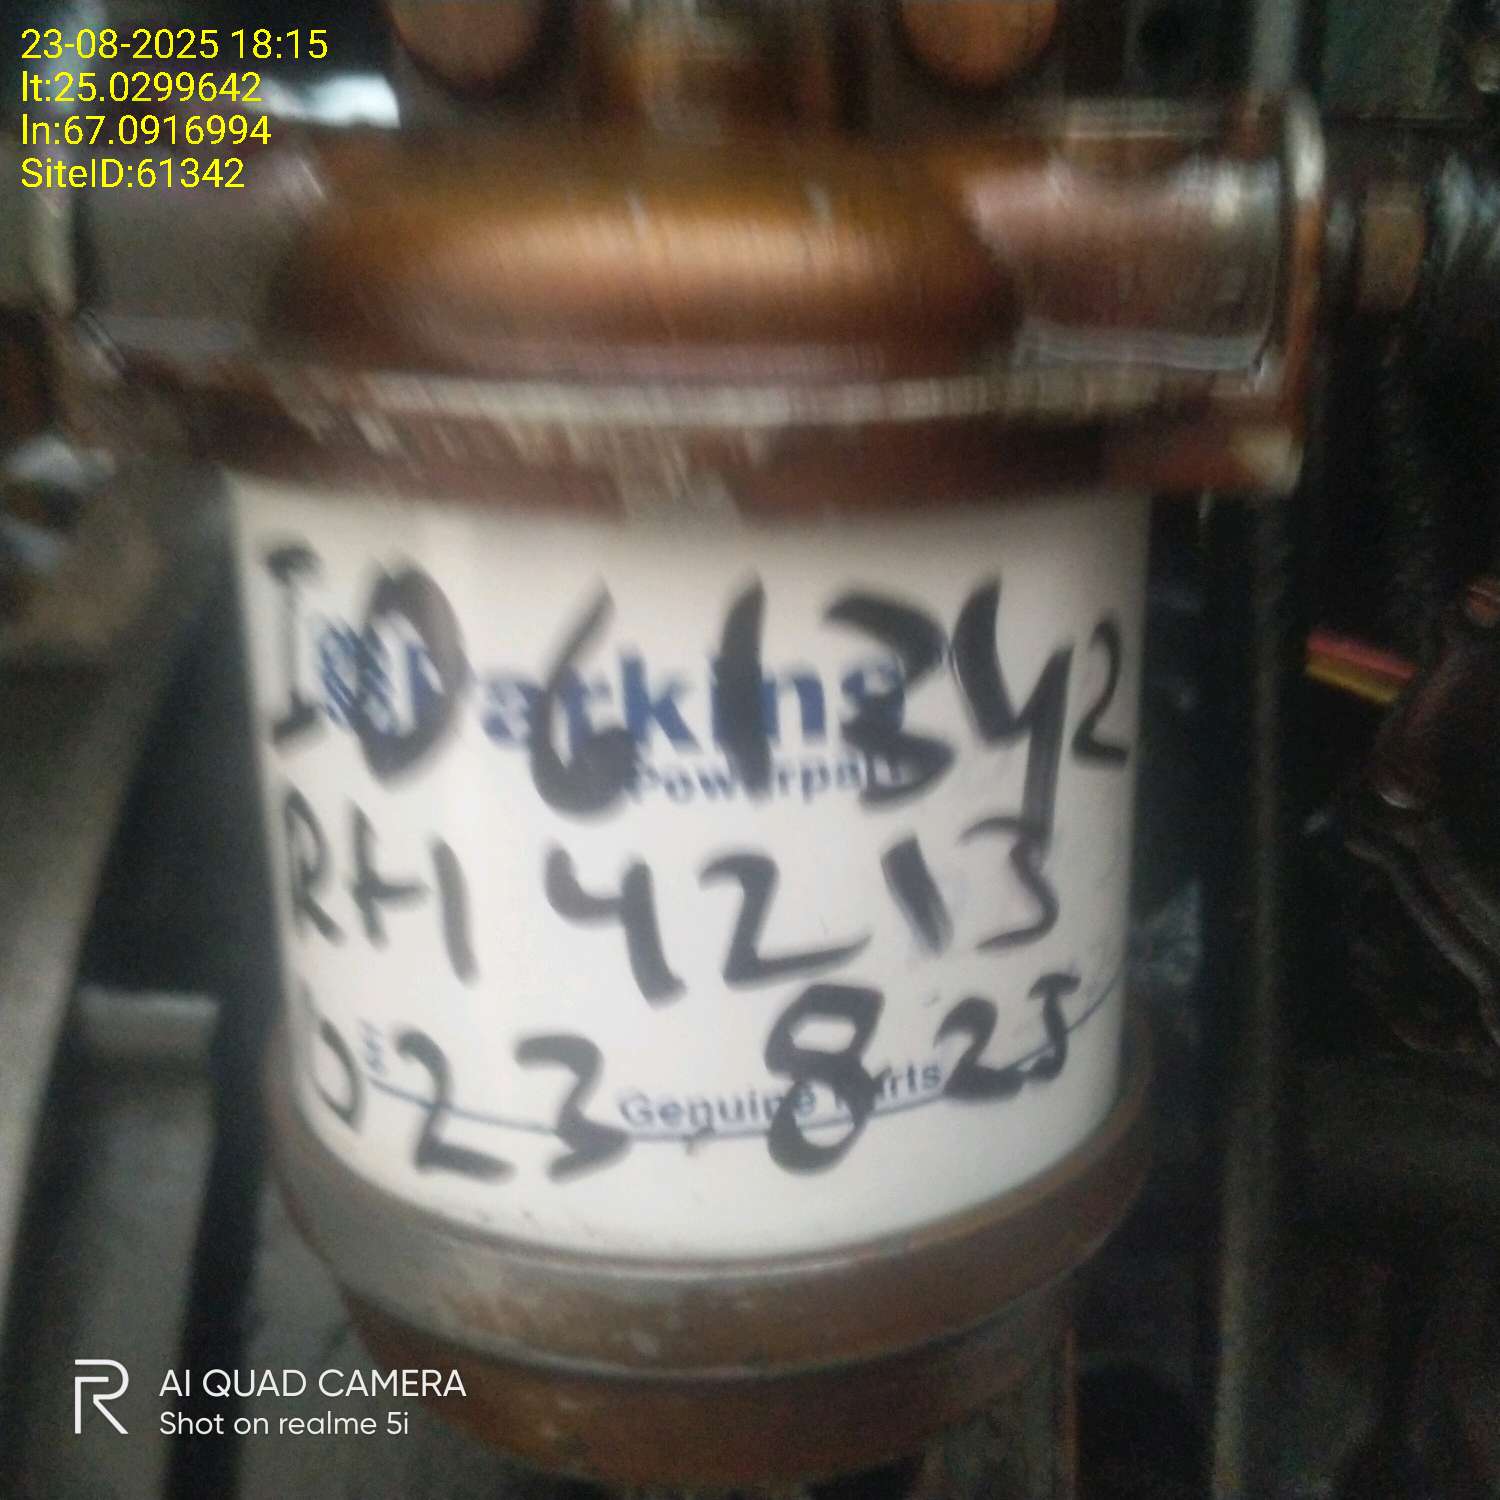 23-08-2025 18:15
lt:25.0299642
ln:67.0916994
SiteID:61342
ID 61342
RH 4213
D 23 8 25
Genuine Parts
AI QUAD CAMERA
Shot on realme 5i